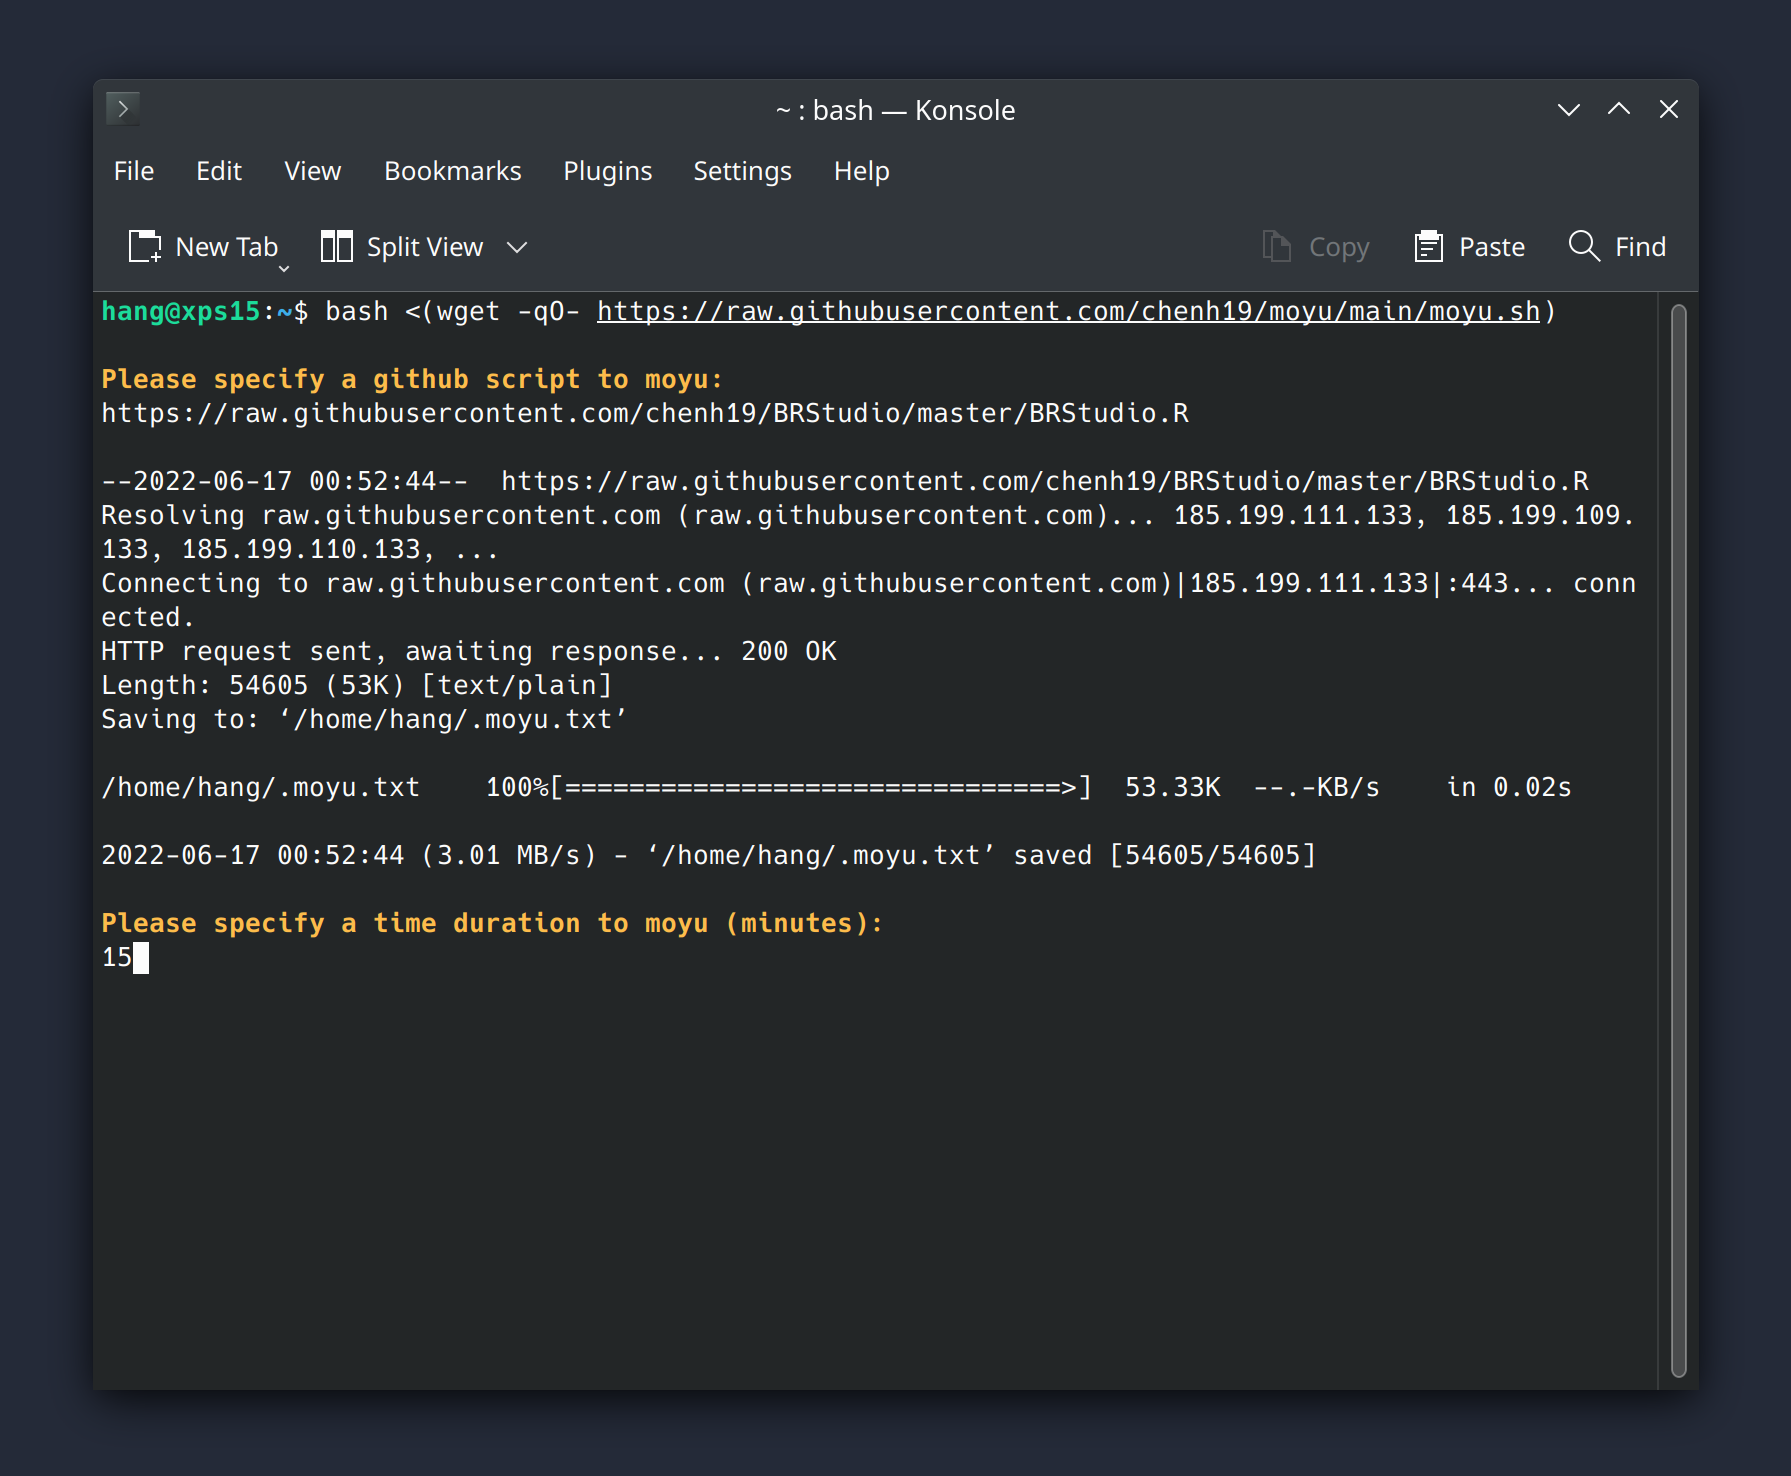 ~ : bash — Konsole
File Edit View Bookmarks Plugins Settings Help
New Tab Split View Copy Paste Find
hang@xps15:~$ bash <(wget -qO- https://raw.githubusercontent.com/chenh19/moyu/main/moyu.sh)
Please specify a github script to moyu:
https://raw.githubusercontent.com/chenh19/BRStudio/master/BRStudio.R
--2022-06-17 00:52:44--  https://raw.githubusercontent.com/chenh19/BRStudio/master/BRStudio.R
Resolving raw.githubusercontent.com (raw.githubusercontent.com)... 185.199.111.133, 185.199.109.
133, 185.199.110.133, ...
Connecting to raw.githubusercontent.com (raw.githubusercontent.com)|185.199.111.133|:443... conn
ected.
HTTP request sent, awaiting response... 200 OK
Length: 54605 (53K) [text/plain]
Saving to: ‘/home/hang/.moyu.txt’
/home/hang/.moyu.txt    100%[===============================>]  53.33K  --.-KB/s    in 0.02s
2022-06-17 00:52:44 (3.01 MB/s) - ‘/home/hang/.moyu.txt’ saved [54605/54605]
Please specify a time duration to moyu (minutes):
15